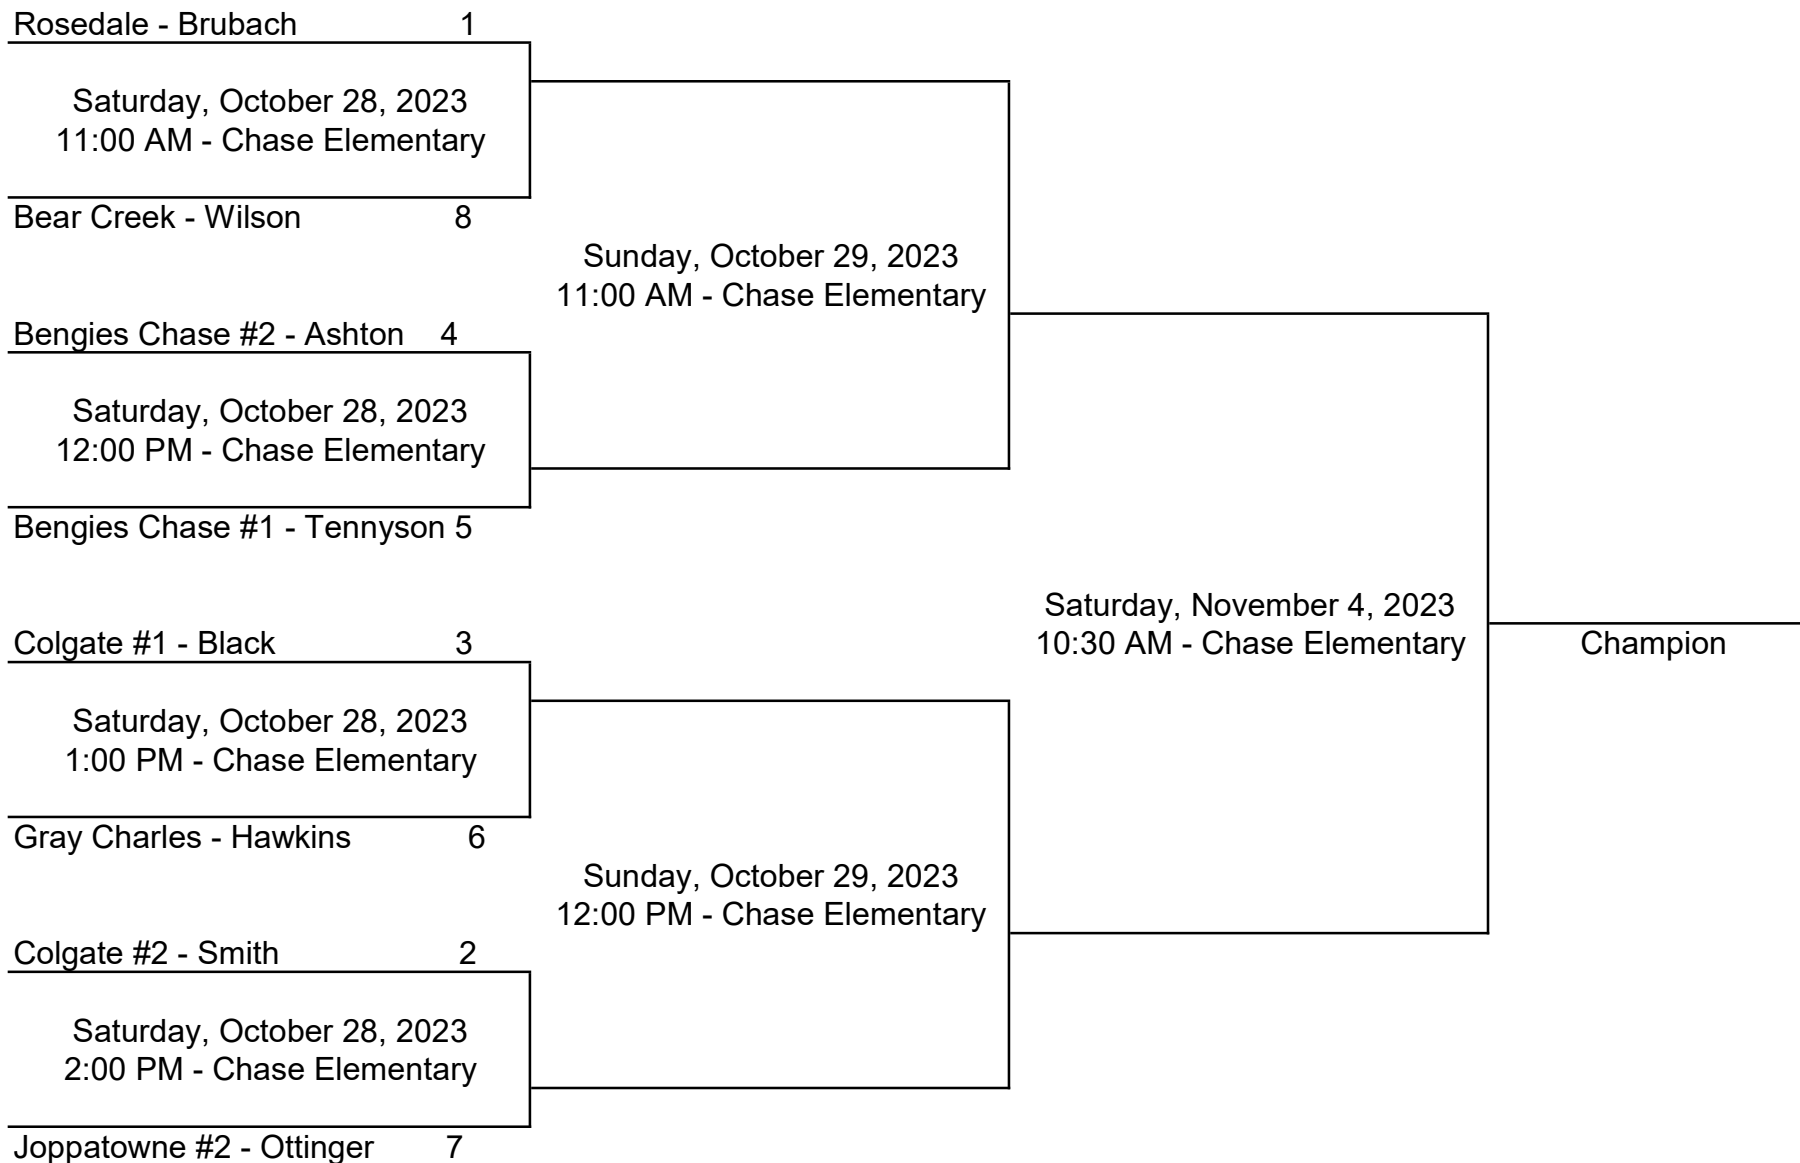 Rosedale - Brubach 1
Saturday, October 28, 2023
11:00 AM - Chase Elementary
Bear Creek - Wilson 8
Sunday, October 29, 2023
11:00 AM - Chase Elementary
Bengies Chase #2 - Ashton 4
Saturday, October 28, 2023
12:00 PM - Chase Elementary
Bengies Chase #1 - Tennyson 5
Saturday, November 4, 2023
10:30 AM - Chase Elementary
Champion
Colgate #1 - Black 3
Saturday, October 28, 2023
1:00 PM - Chase Elementary
Gray Charles - Hawkins 6
Sunday, October 29, 2023
12:00 PM - Chase Elementary
Colgate #2 - Smith 2
Saturday, October 28, 2023
2:00 PM - Chase Elementary
Joppatowne #2 - Ottinger 7